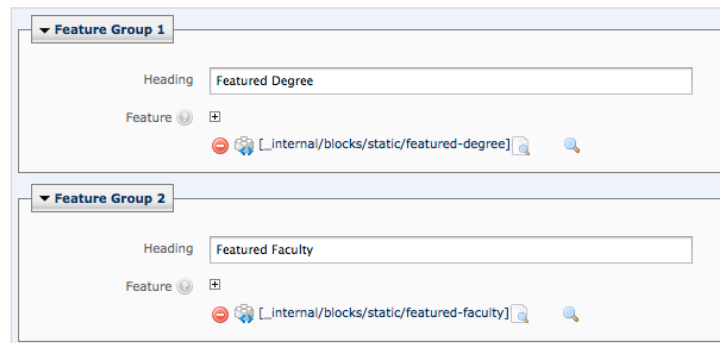 Feature Group 1
Heading Featured Degree
Feature
[_internal/blocks/static/featured-degree]
Feature Group 2
Heading Featured Faculty
Feature
[_internal/blocks/static/featured-faculty]